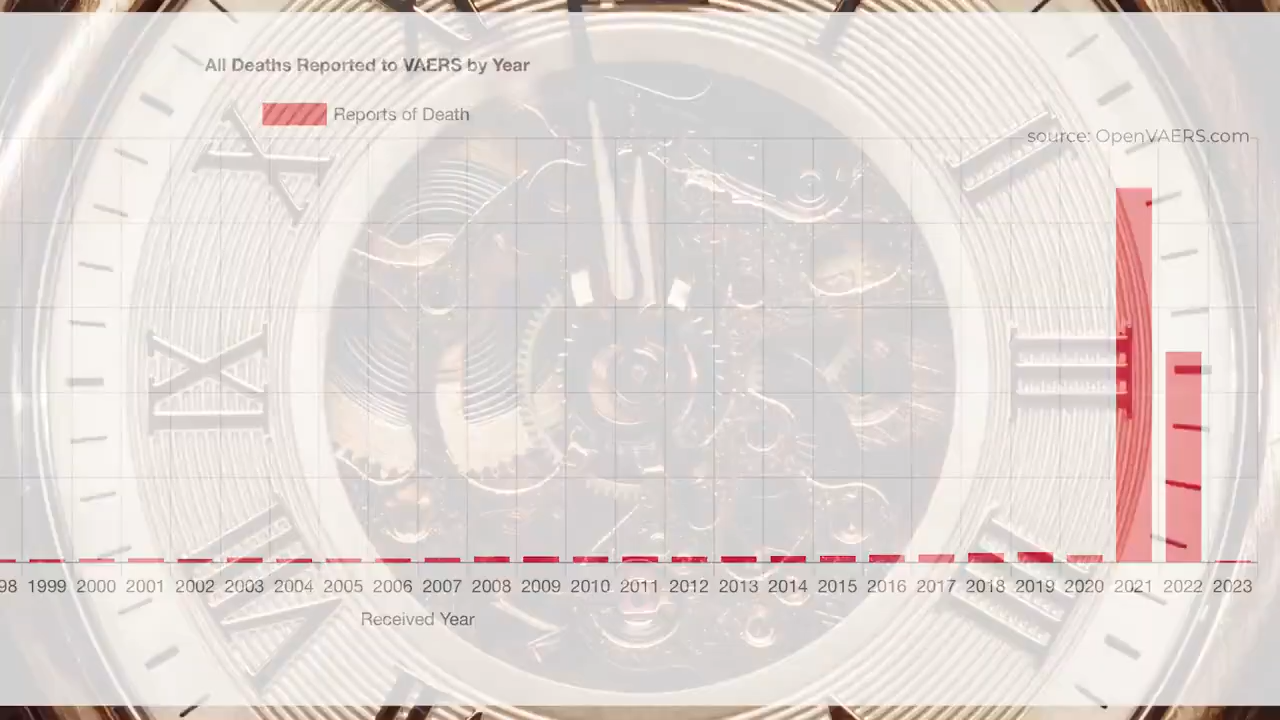 All Deaths Reported to VAERS by Year
Reports of Death
source: OpenVAERS.com
98 1999 2000 2001 2002 2003 2004 2005 2006 2007 2008 2009 2010 2011 2012 2013 2014 2015 2016 2017 2018 2019 2020 2021 2022 2023
Received Year